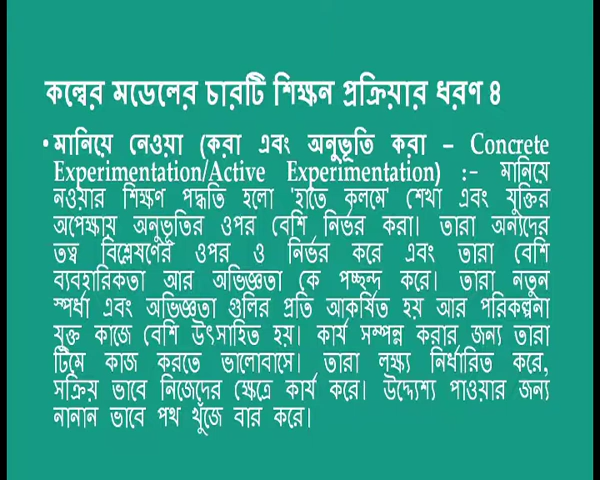 কল্বের মডেলের চারটি শিক্ষন প্রক্রিয়ার ধরণ ৪
• মানিয়ে নেওয়া (করা এবং অনুভূতি করা – Concrete
Experimentation/Active Experimentation) :- মানিয়ে
নওয়ার শিক্ষণ পদ্ধতি হলো 'হাতে কলমে' শেখা এবং যুক্তির
অপেক্ষায় অনুভূতির ওপর বেশি নির্ভর করা। তারা অন্যদের
তত্ব বিশ্লেষণের ওপর ও নির্ভর করে এবং তারা বেশি
ব্যবহারিকতা আর অভিজ্ঞতা কে পচ্ছন্দ করে। তারা নতুন
স্পর্ধা এবং অভিজ্ঞতা গুলির প্রতি আকর্ষিত হয় আর পরিকল্পনা
যুক্ত কাজে বেশি উৎসাহিত হয়। কার্য সম্পন্ন করার জন্য তারা
টিমে কাজ করতে ভালোবাসে। তারা লক্ষ্য নির্ধারিত করে,
সক্রিয় ভাবে নিজেদের ক্ষেত্রে কার্য করে। উদ্দ্যেশ্য পাওয়ার জন্য
নানান ভাবে পথ খুঁজে বার করে।